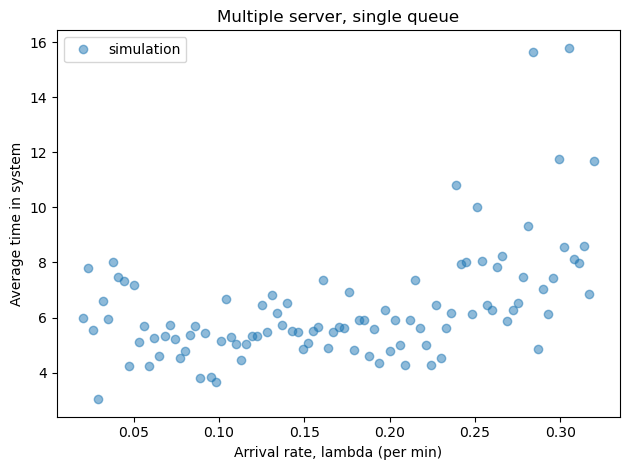 Multiple server, single queue
simulation
Average time in system
16
14
12
10
8
6
4
0.05 0.10 0.15 0.20 0.25 0.30
Arrival rate, lambda (per min)